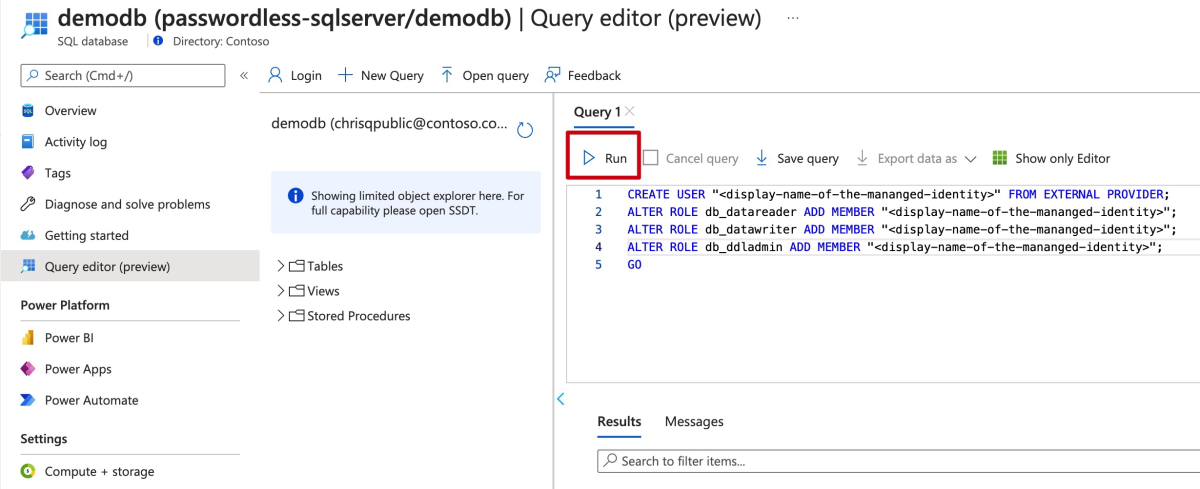 demodb (passwordless-sqlserver/demodb) | Query editor (preview) ...
SQL database
Directory: Contoso
Search (Cmd+/)
«
Overview
Activity log
Tags
Diagnose and solve problems
Getting started
Query editor (preview)
Power Platform
Power BI
Power Apps
Power Automate
Settings
Compute + storage
Login
New Query
Open query
Feedback
demodb (chrisqpublic@contoso.co...
Showing limited object explorer here. For
full capability please open SSDT.
Tables
Views
Stored Procedures
Query 1
Run
Cancel query
Save query
Export data as
Show only Editor
1 CREATE USER "<display-name-of-the-mananged-identity>" FROM EXTERNAL PROVIDER;
2 ALTER ROLE db_datareader ADD MEMBER "<display-name-of-the-mananged-identity>";
3 ALTER ROLE db_datawriter ADD MEMBER "<display-name-of-the-mananged-identity>";
4 ALTER ROLE db_ddladmin ADD MEMBER "<display-name-of-the-mananged-identity>";
5 GO
Results
Messages
Search to filter items...